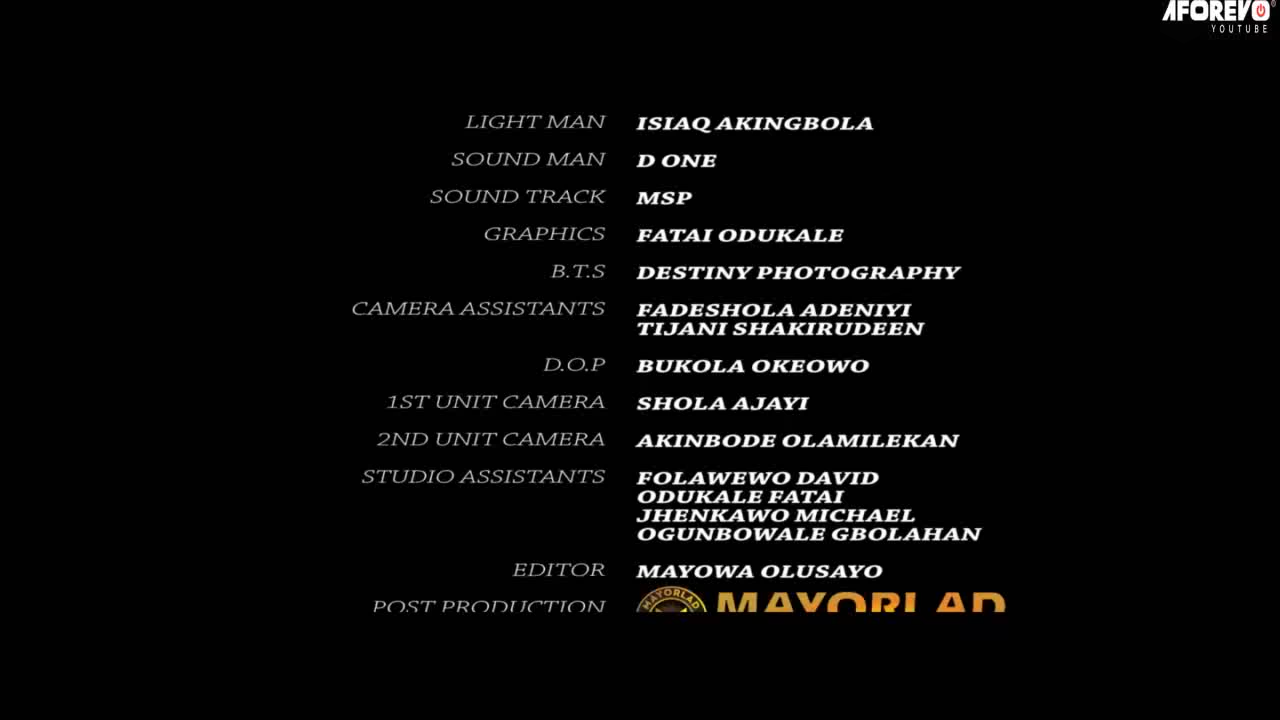 AFOREVO
YOUTUBE
LIGHT MAN ISIAQ AKINGBOLA
SOUND MAN D ONE
SOUND TRACK MSP
GRAPHICS FATAI ODUKALE
B.T.S DESTINY PHOTOGRAPHY
CAMERA ASSISTANTS FADESHOLA ADENIYI
TIJANI SHAKIRUDEEN
D.O.P BUKOLA OKEOWO
1ST UNIT CAMERA SHOLA AJAYI
2ND UNIT CAMERA AKINBODE OLAMILEKAN
STUDIO ASSISTANTS FOLAWEWO DAVID
ODUKALE FATAI
JHENKAWO MICHAEL
OGUNBOWALE GBOLAHAN
EDITOR MAYOWA OLUSAYO
POST PRODUCTION MAYORLAD MAYORLAD